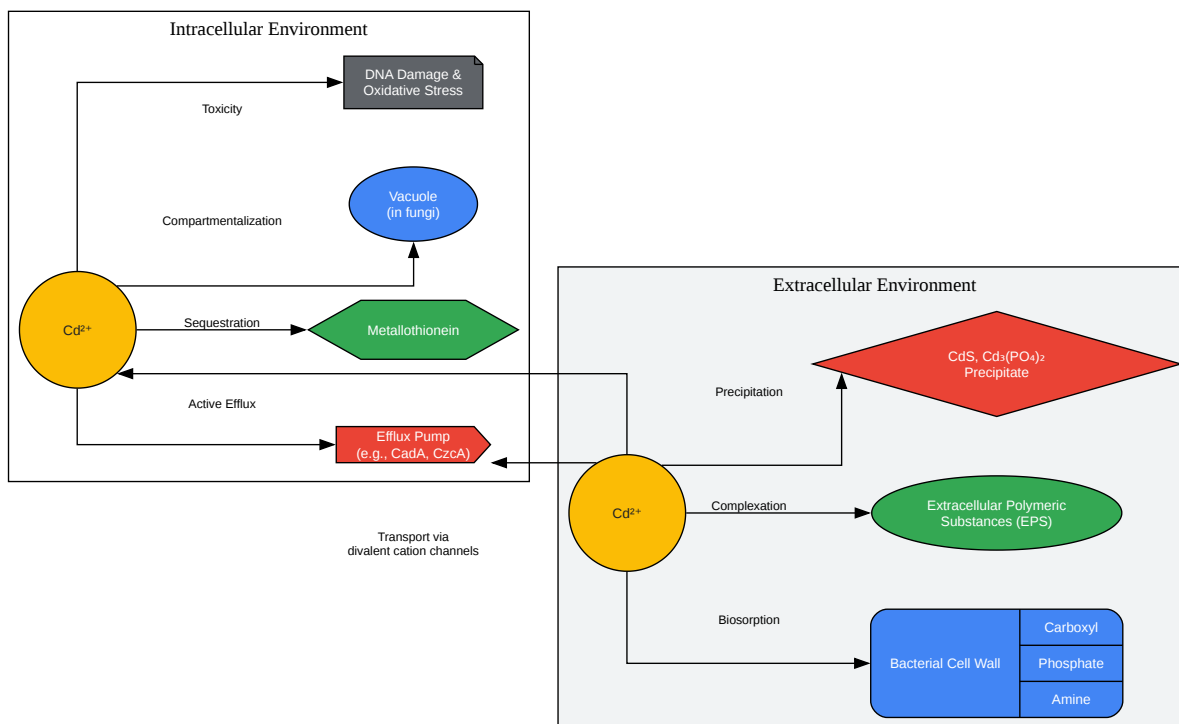 Intracellular Environment
DNA Damage &
Oxidative Stress
Toxicity
Vacuole
(in fungi)
Compartmentalization
Cd²⁺
Sequestration
Metallothionein
Active Efflux
Efflux Pump
(e.g., CadA, CzcA)
Transport via
divalent cation channels
Extracellular Environment
CdS, Cd₃(PO₄)₂
Precipitate
Precipitation
Cd²⁺
Complexation
Extracellular Polymeric
Substances (EPS)
Biosorption
Bacterial Cell Wall
Carboxyl
Phosphate
Amine